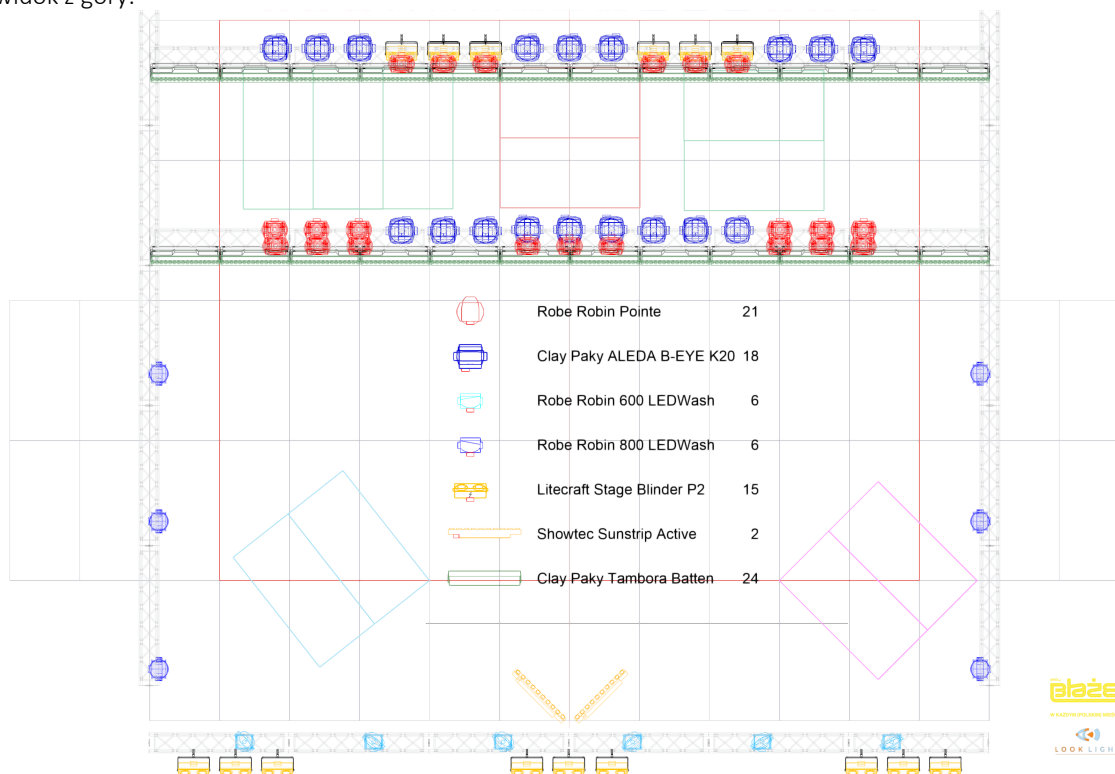 widok z góry:
Robe Robin Pointe 21
Clay Paky ALEDA B-EYE K20 18
Robe Robin 600 LEDWash 6
Robe Robin 800 LEDWash 6
Litecraft Stage Blinder P2 15
Showtec Sunstrip Active 2
Clay Paky Tambora Batten 24
Błaże
LOOK LIGH